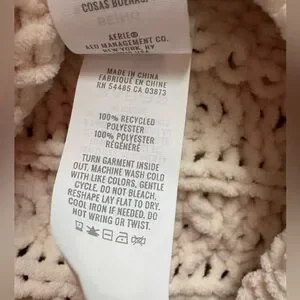 COSAS BUENAS.
AERIE®
AEO MANAGEMENT CO.
NEW YORK, NY
MADE IN CHINA
FABRIQUÉ EN CHINE
RN 54485 CA 03813
100% RECYCLED
POLYESTER
100% POLYESTER
RÉGÉNÉRÉ
TURN GARMENT INSIDE
OUT, MACHINE WASH COLD
WITH LIKE COLORS, GENTLE
CYCLE. DO NOT BLEACH.
RESHAPE LAY FLAT TO DRY.
COOL IRON IF NEEDED, DO
NOT WRING OR TWIST.